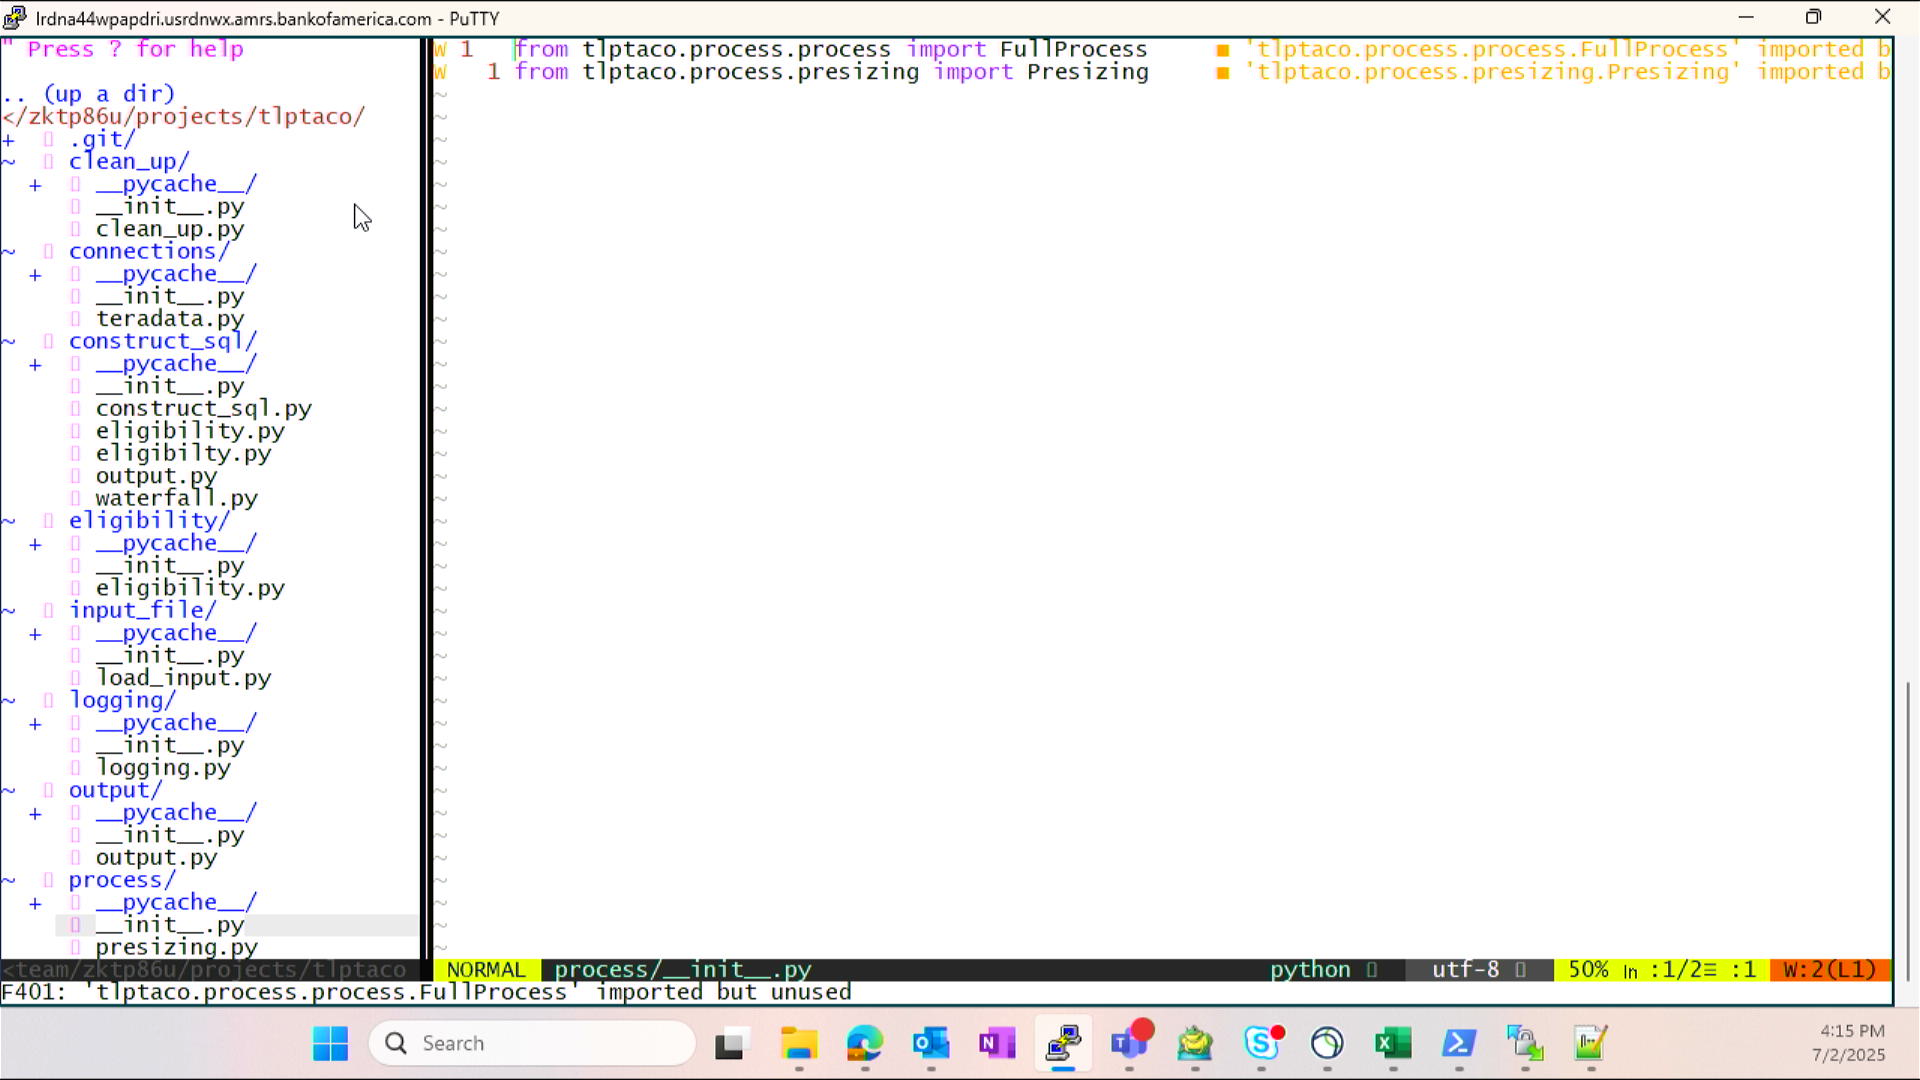 lrdna44wpapdri.usrdnwx.amrs.bankofamerica.com - PuTTY
" Press ? for help
.. (up a dir)
</zktp86u/projects/tlptaco/
+ .git/
~ clean_up/
+ __pycache__/
__init__.py
clean_up.py
~ connections/
+ __pycache__/
__init__.py
teradata.py
~ construct_sql/
+ __pycache__/
__init__.py
construct_sql.py
eligibility.py
eligibilty.py
output.py
waterfall.py
~ eligibility/
+ __pycache__/
__init__.py
eligibility.py
~ input_file/
+ __pycache__/
__init__.py
load_input.py
~ logging/
+ __pycache__/
__init__.py
logging.py
~ output/
+ __pycache__/
__init__.py
output.py
~ process/
+ __pycache__/
__init__.py
presizing.py
<team/zktp86u/projects/tlptaco
W 1 from tlptaco.process.process import FullProcess ■ 'tlptaco.process.process.FullProcess' imported b
W 1 from tlptaco.process.presizing import Presizing ■ 'tlptaco.process.presizing.Presizing' imported b
NORMAL process/__init__.py python utf-8 50% ln :1/2≡ :1 W:2(L1)
F401: 'tlptaco.process.process.FullProcess' imported but unused
Search
4:15 PM
7/2/2025